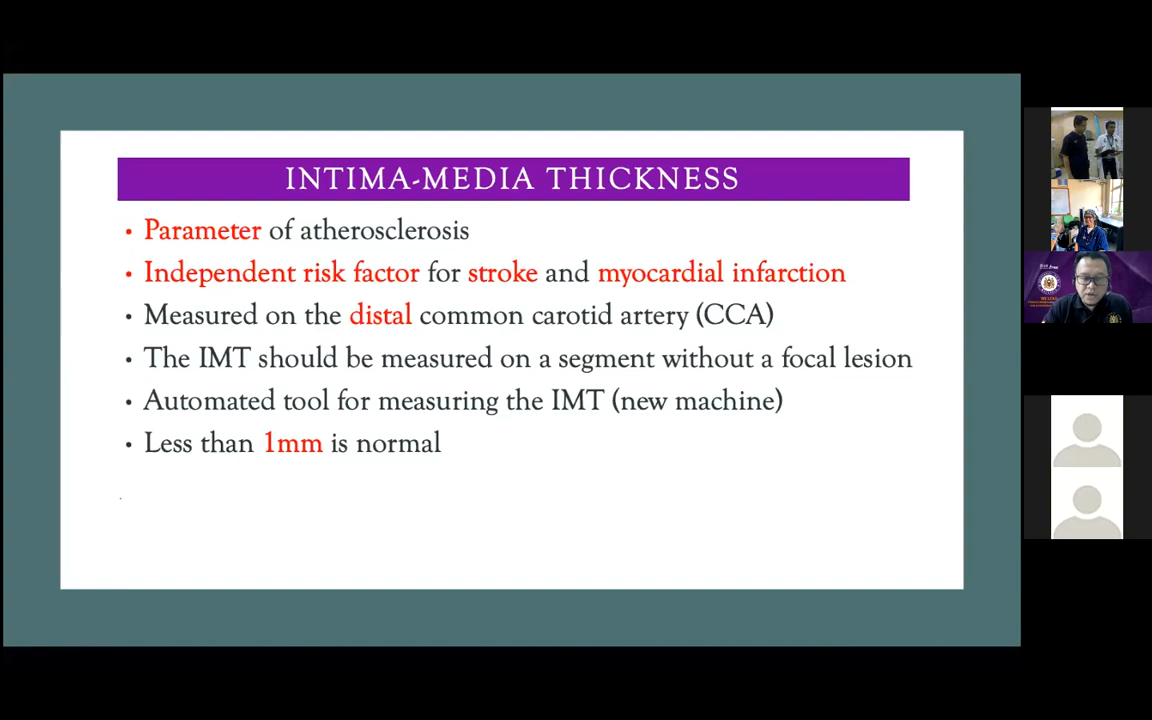 INTIMA-MEDIA THICKNESS
• Parameter of atherosclerosis
• Independent risk factor for stroke and myocardial infarction
• Measured on the distal common carotid artery (CCA)
• The IMT should be measured on a segment without a focal lesion
• Automated tool for measuring the IMT (new machine)
• Less than 1mm is normal